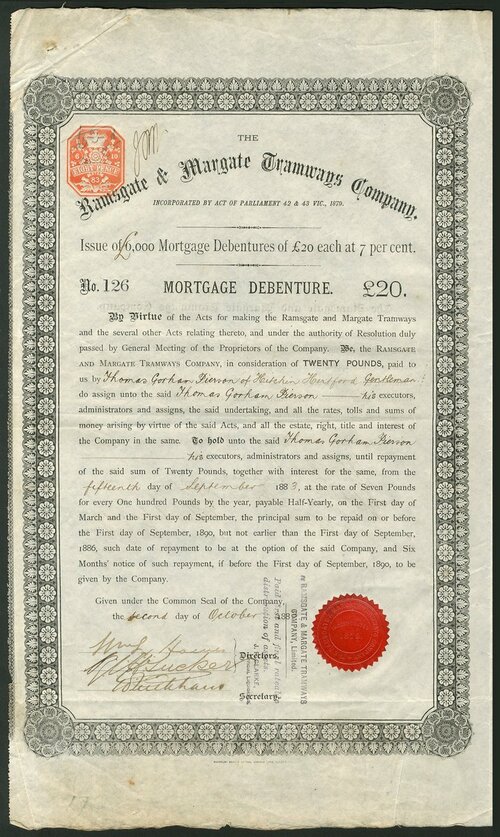 THE
Ramsgate & Margate Tramways Company.
EIGHT PENCE
INCORPORATED BY ACT OF PARLIAMENT 42 & 43 VIC., 1879.
Issue of £6,000 Mortgage Debentures of £20 each at 7 per cent.
No. 126 MORTGAGE DEBENTURE. £20.
By Virtue of the Acts for making the Ramsgate and Margate Tramways
and the several other Acts relating thereto, and under the authority of Resolution duly
passed by General Meeting of the Proprietors of the Company. We, the RAMSGATE
AND MARGATE TRAMWAYS COMPANY, in consideration of TWENTY POUNDS, paid to
us by Thomas Gorham Pierson of Hitchin Hertford Gentleman
do assign unto the said Thomas Gorham Pierson his executors,
administrators and assigns, the said undertaking, and all the rates, tolls and sums of
money arising by virtue of the said Acts, and all the estate, right, title and interest of
the Company in the same. To hold unto the said Thomas Gorham Pierson
his executors, administrators and assigns, until repayment
of the said sum of Twenty Pounds, together with interest for the same, from the
fifteenth day of September 1883, at the rate of Seven Pounds
for every One hundred Pounds by the year, payable Half-Yearly, on the First day of
March and the First day of September, the principal sum to be repaid on or before
the First day of September, 1890, but not earlier than the First day of September,
1886, such date of repayment to be at the option of the said Company, and Six
Months' notice of such repayment, if before the First day of September, 1890, to be
given by the Company.
Given under the Common Seal of the Company,
the second day of October 1883
Directors.
Secretary.
re RAMSGATE & MARGATE TRAMWAYS
COMPANY, Limited.
Paid first and final rateable
distribution of assets